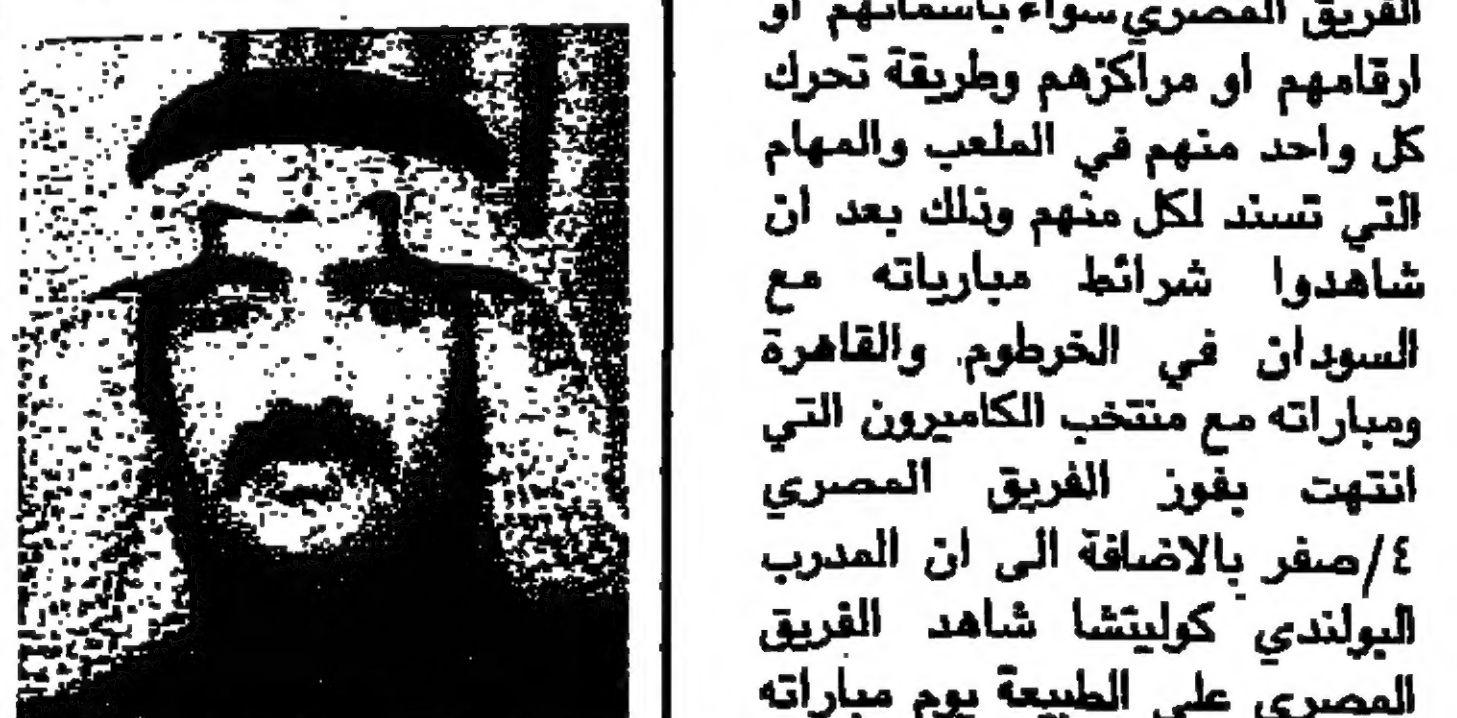 الفريق المصري سواء باسمائهم او
ارقامهم او مراكزهم وطريقة تحرك
كل واحد منهم في الملعب والمهام
التي تسند لكل منهم وذلك بعد ان
شاهدوا شرائط مبارياته مع
السودان في الخرطوم والقاهرة
ومباراته مع منتخب الكاميرون التي
انتهت بفوز الفريق المصري
٤/صفر بالاضافة الى ان المدرب
البولندي كوليتشا شاهد الفريق
المصري على الطبيعة يوم مباراته